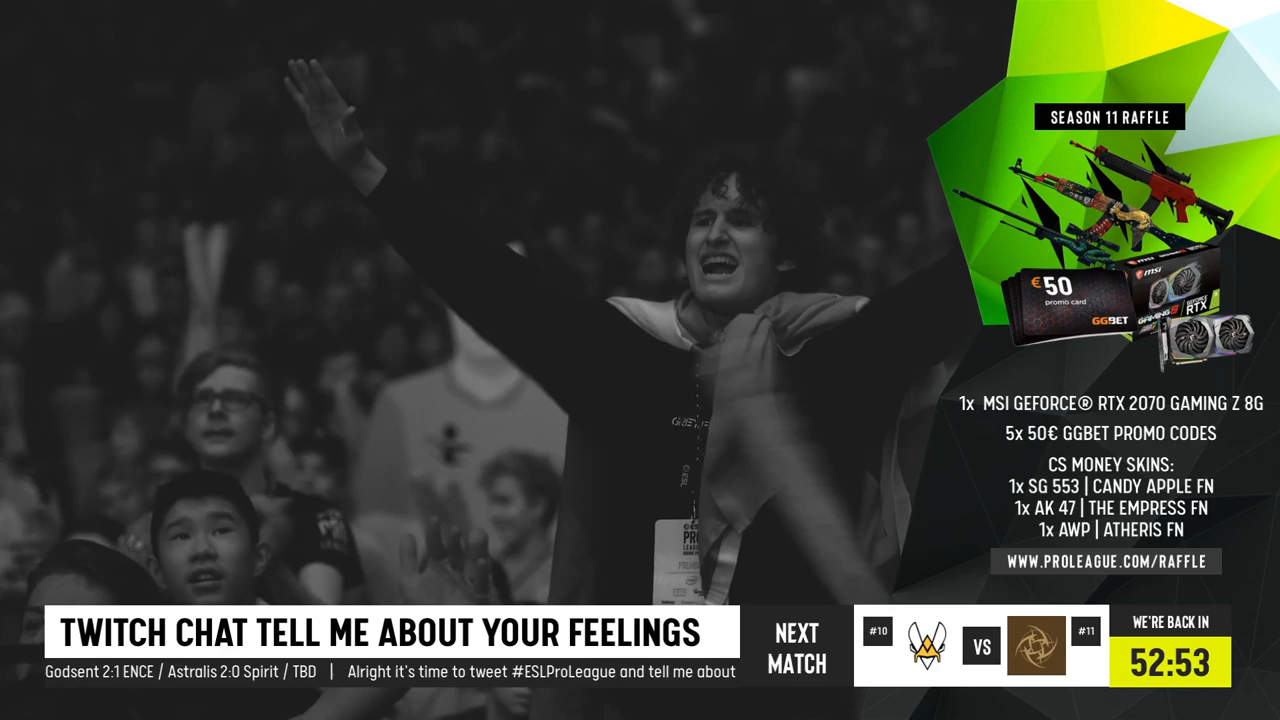 SEASON 11 RAFFLE
€50
promo card
GGBET
msi
GEFORCE
RTX
1x MSI GEFORCE® RTX 2070 GAMING Z 8G
5x 50€ GGBET PROMO CODES
CS MONEY SKINS:
1x SG 553 | CANDY APPLE FN
1x AK 47 | THE EMPRESS FN
1x AWP | ATHERIS FN
WWW.PROLEAGUE.COM/RAFFLE
TWITCH CHAT TELL ME ABOUT YOUR FEELINGS
Godsent 2:1 ENCE / Astralis 2:0 Spirit / TBD | Alright it's time to tweet #ESLProLeague and tell me about
NEXT
MATCH
#10
VS
#11
WE'RE BACK IN
52:53